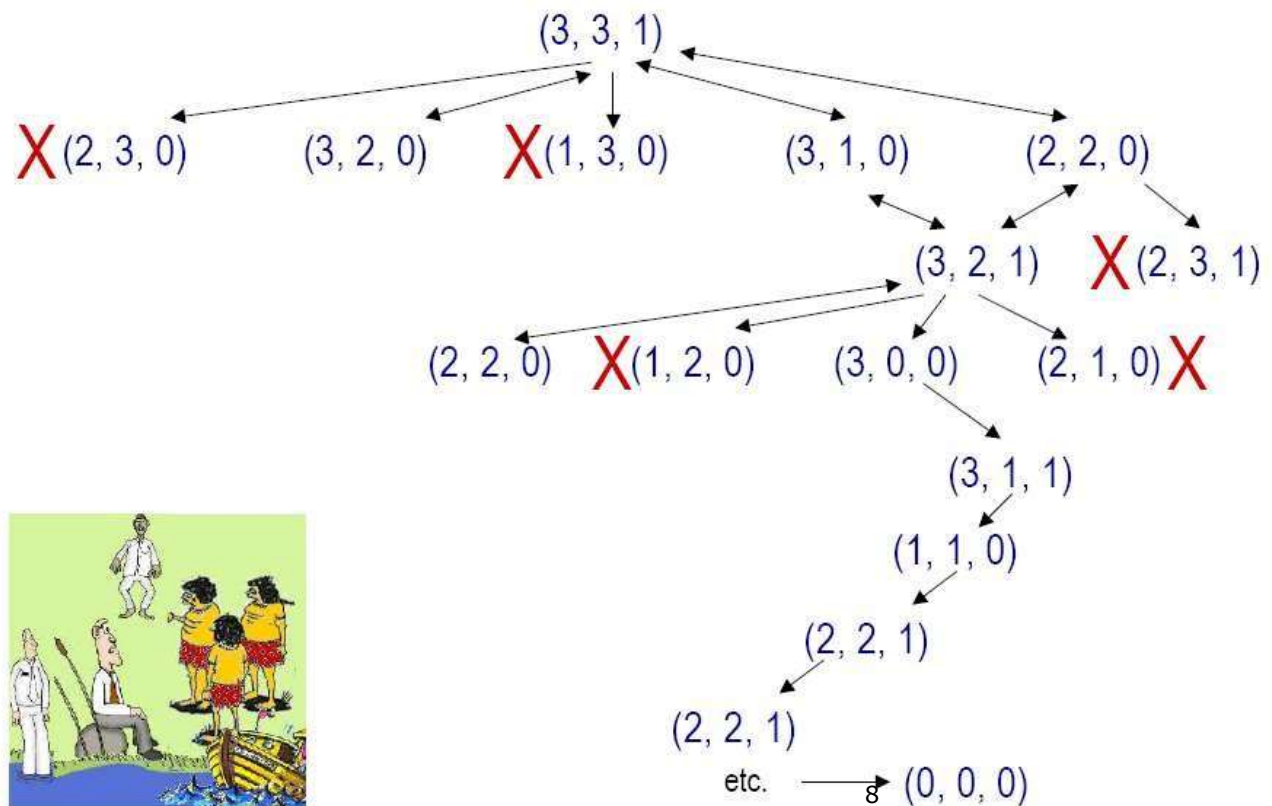 (3, 3, 1)
X (2, 3, 0) (3, 2, 0) X (1, 3, 0) (3, 1, 0) (2, 2, 0)
(3, 2, 1) X (2, 3, 1)
(2, 2, 0) X (1, 2, 0) (3, 0, 0) (2, 1, 0) X
(3, 1, 1)
(1, 1, 0)
(2, 2, 1)
(2, 2, 1)
etc. (0, 0, 0)
8